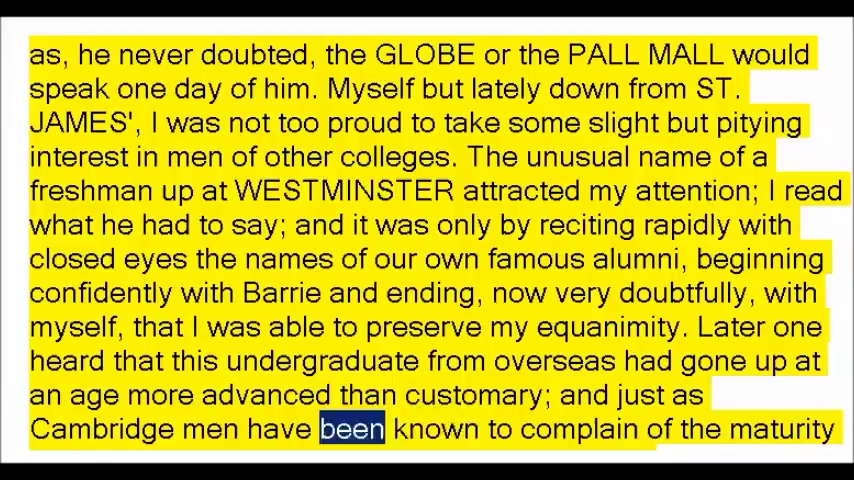 as, he never doubted, the GLOBE or the PALL MALL would
speak one day of him. Myself but lately down from ST.
JAMES', I was not too proud to take some slight but pitying
interest in men of other colleges. The unusual name of a
freshman up at WESTMINSTER attracted my attention; I read
what he had to say; and it was only by reciting rapidly with
closed eyes the names of our own famous alumni, beginning
confidently with Barrie and ending, now very doubtfully, with
myself, that I was able to preserve my equanimity. Later one
heard that this undergraduate from overseas had gone up at
an age more advanced than customary; and just as
Cambridge men have been known to complain of the maturity